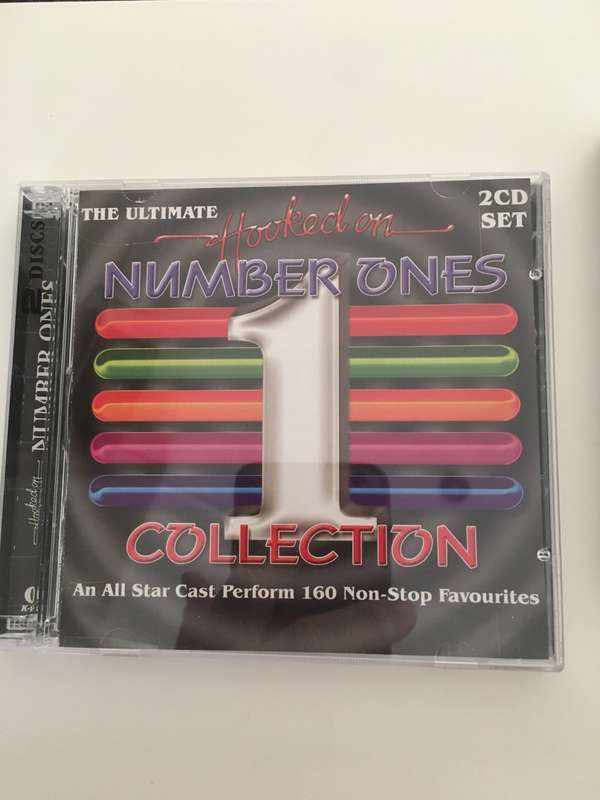 THE ULTIMATE
2CD
SET
Hooked on
NUMBER ONES
1
COLLECTION
An All Star Cast Perform 160 Non-Stop Favourites
2 DISCS
Hooked on
NUMBER ONES